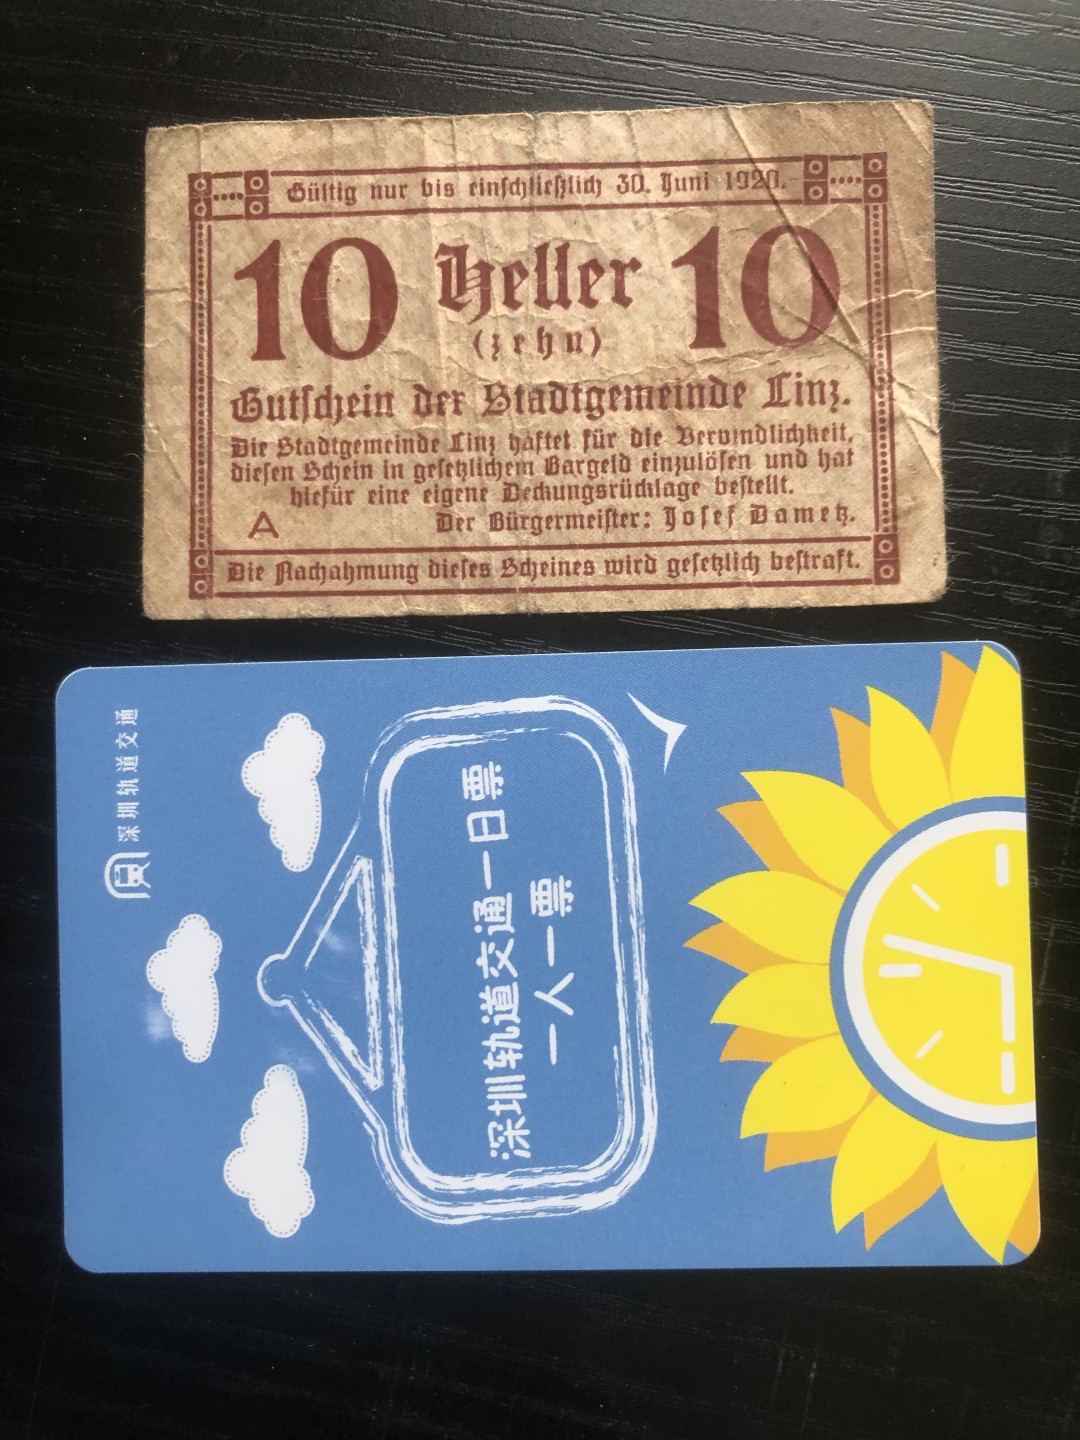 Gültig nur bis einschließlich 30. Juni 1920.
10 Heller 10
(zehn)
Gutschein der Stadtgemeinde Linz.
Die Stadtgemeinde Linz haftet für die Verbindlichkeit,
diesen Schein in gesetzlichem Bargeld einzulösen und hat
hiefür eine eigene Deckungsrücklage bestellt.
A Der Bürgermeister: Josef Dametz.
Die Nachahmung dieses Scheines wird gesetzlich bestraft.
深圳轨道交通
深圳轨道交通一日票
一人一票